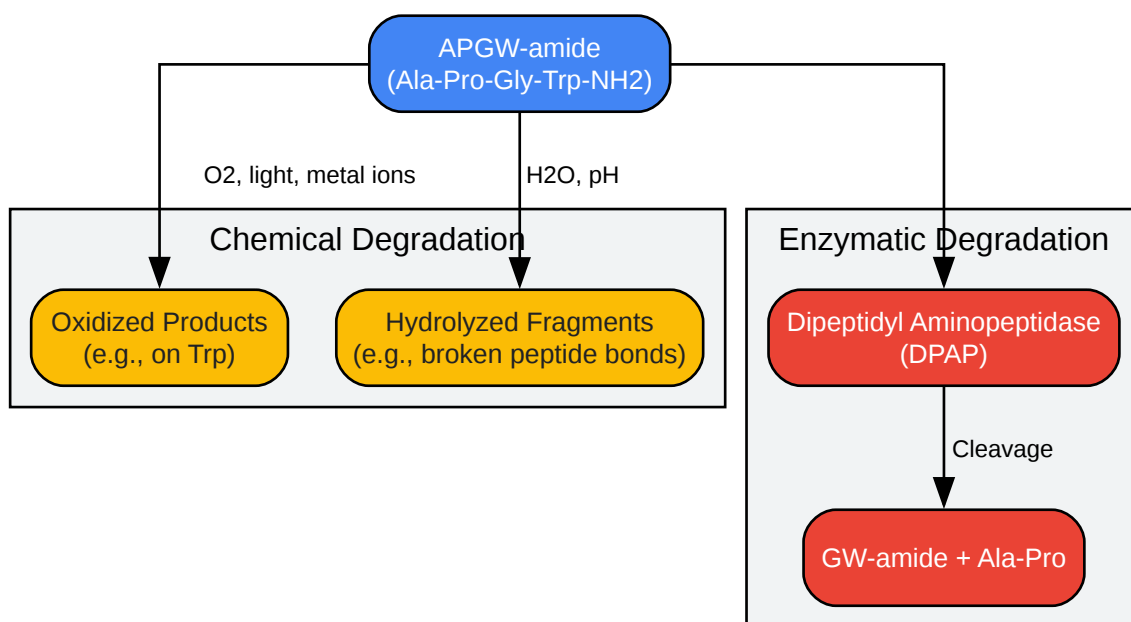 APGW-amide
(Ala-Pro-Gly-Trp-NH2)
O2, light, metal ions
H2O, pH
Chemical Degradation
Enzymatic Degradation
Oxidized Products
(e.g., on Trp)
Hydrolyzed Fragments
(e.g., broken peptide bonds)
Dipeptidyl Aminopeptidase
(DPAP)
Cleavage
GW-amide + Ala-Pro